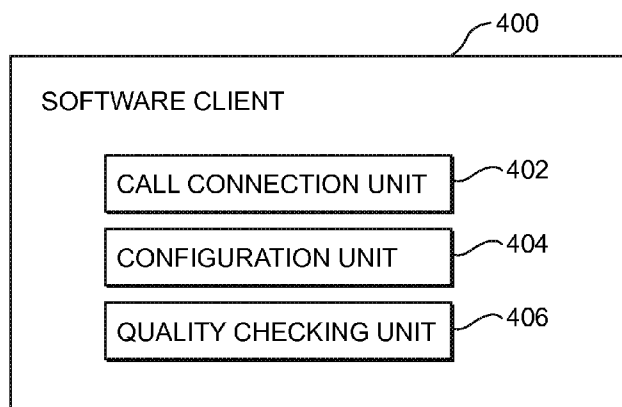 400
SOFTWARE CLIENT
CALL CONNECTION UNIT 402
CONFIGURATION UNIT 404
QUALITY CHECKING UNIT 406